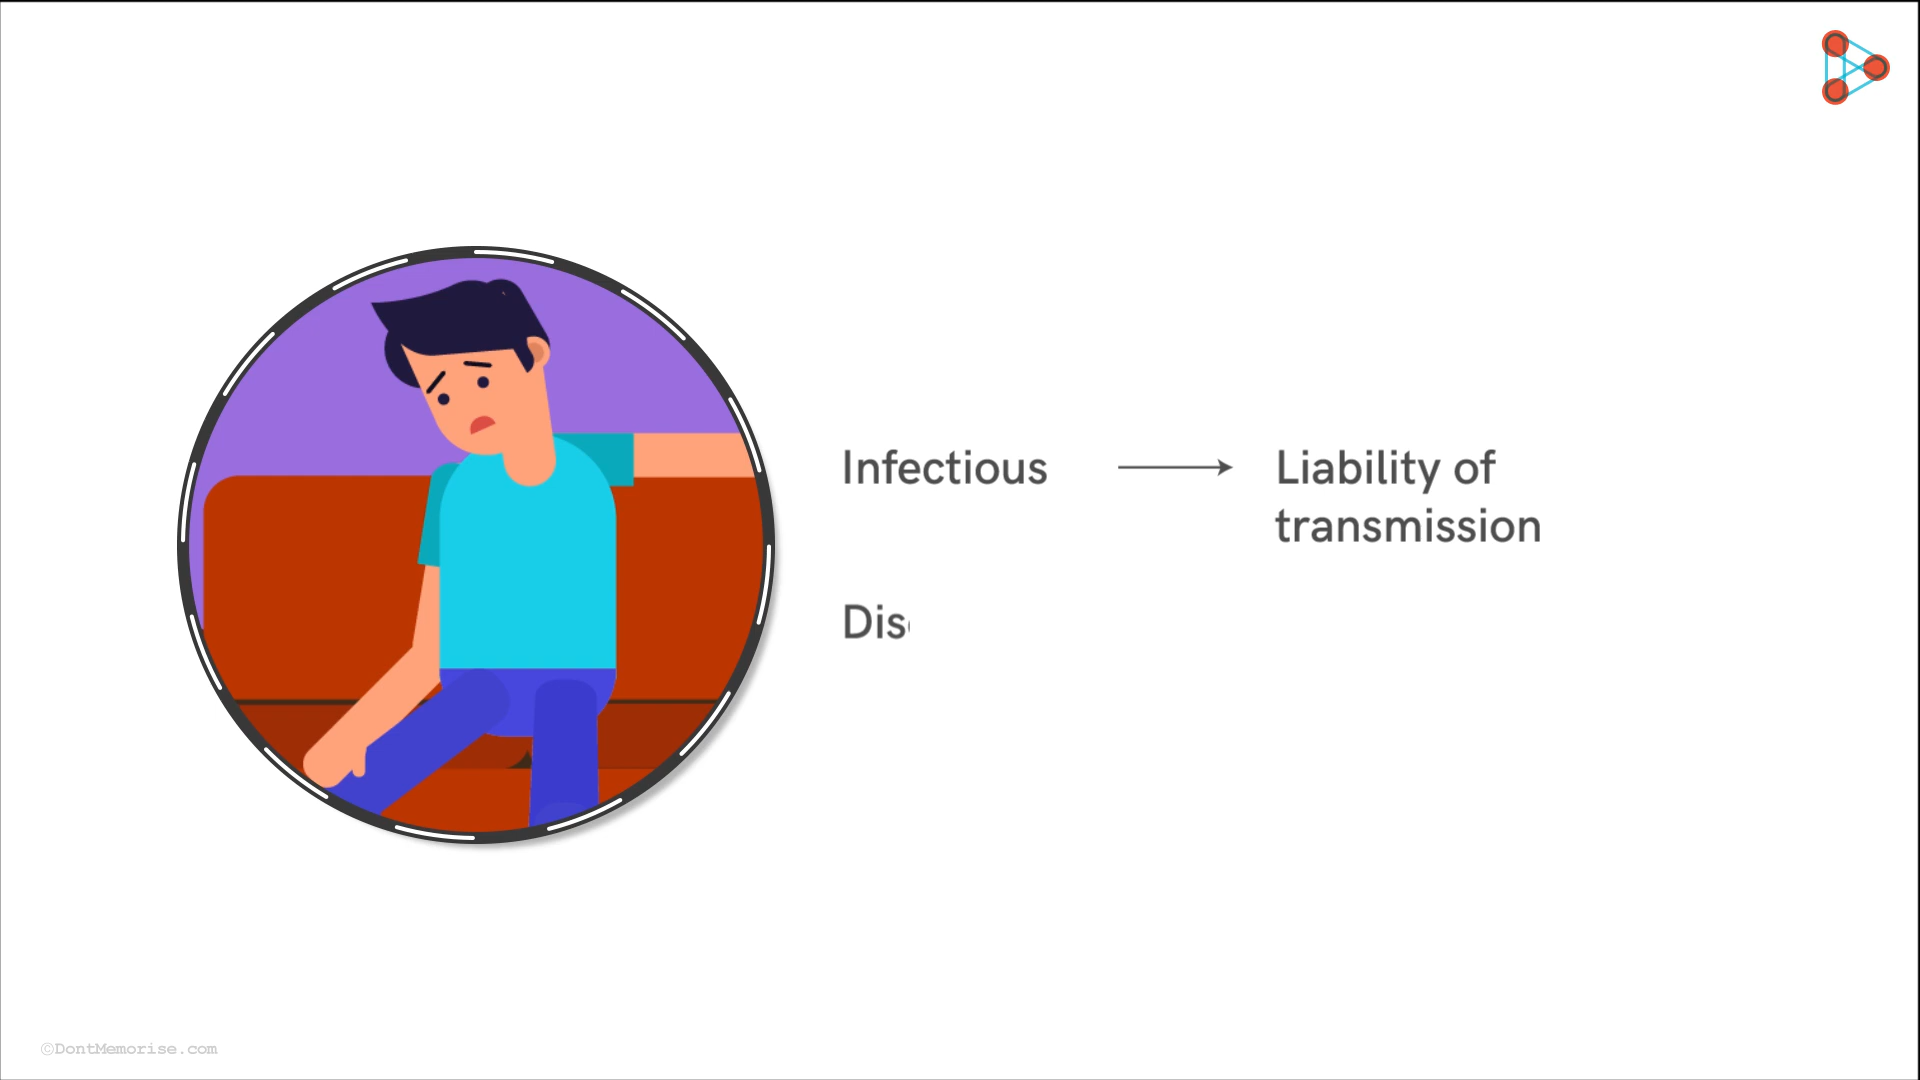 Infectious
Liability of
transmission
Dis
©DontMemorise.com